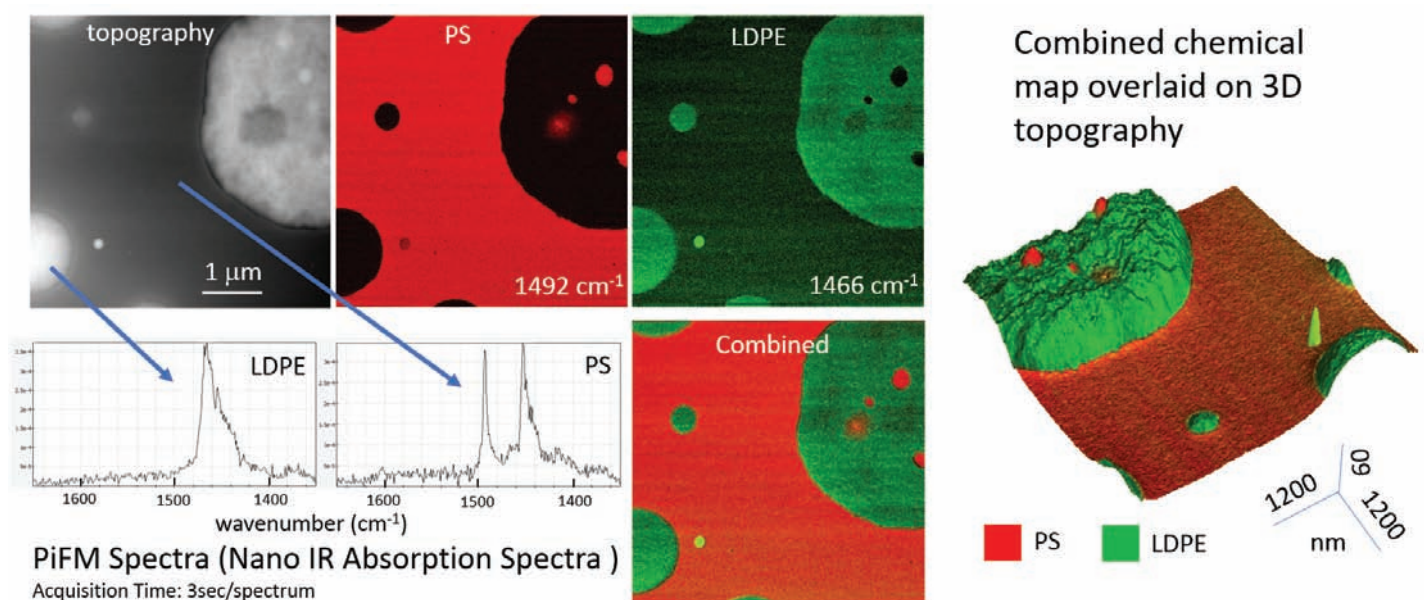 topography
PS
LDPE
1 μm
1492 cm⁻¹
1466 cm⁻¹
Combined chemical
map overlaid on 3D
topography
LDPE
PS
Combined
1600 1500 1400
1600 1500 1400
wavenumber (cm⁻¹)
PiFM Spectra (Nano IR Absorption Spectra )
Acquisition Time: 3sec/spectrum
1200
60
1200
nm
PS
LDPE